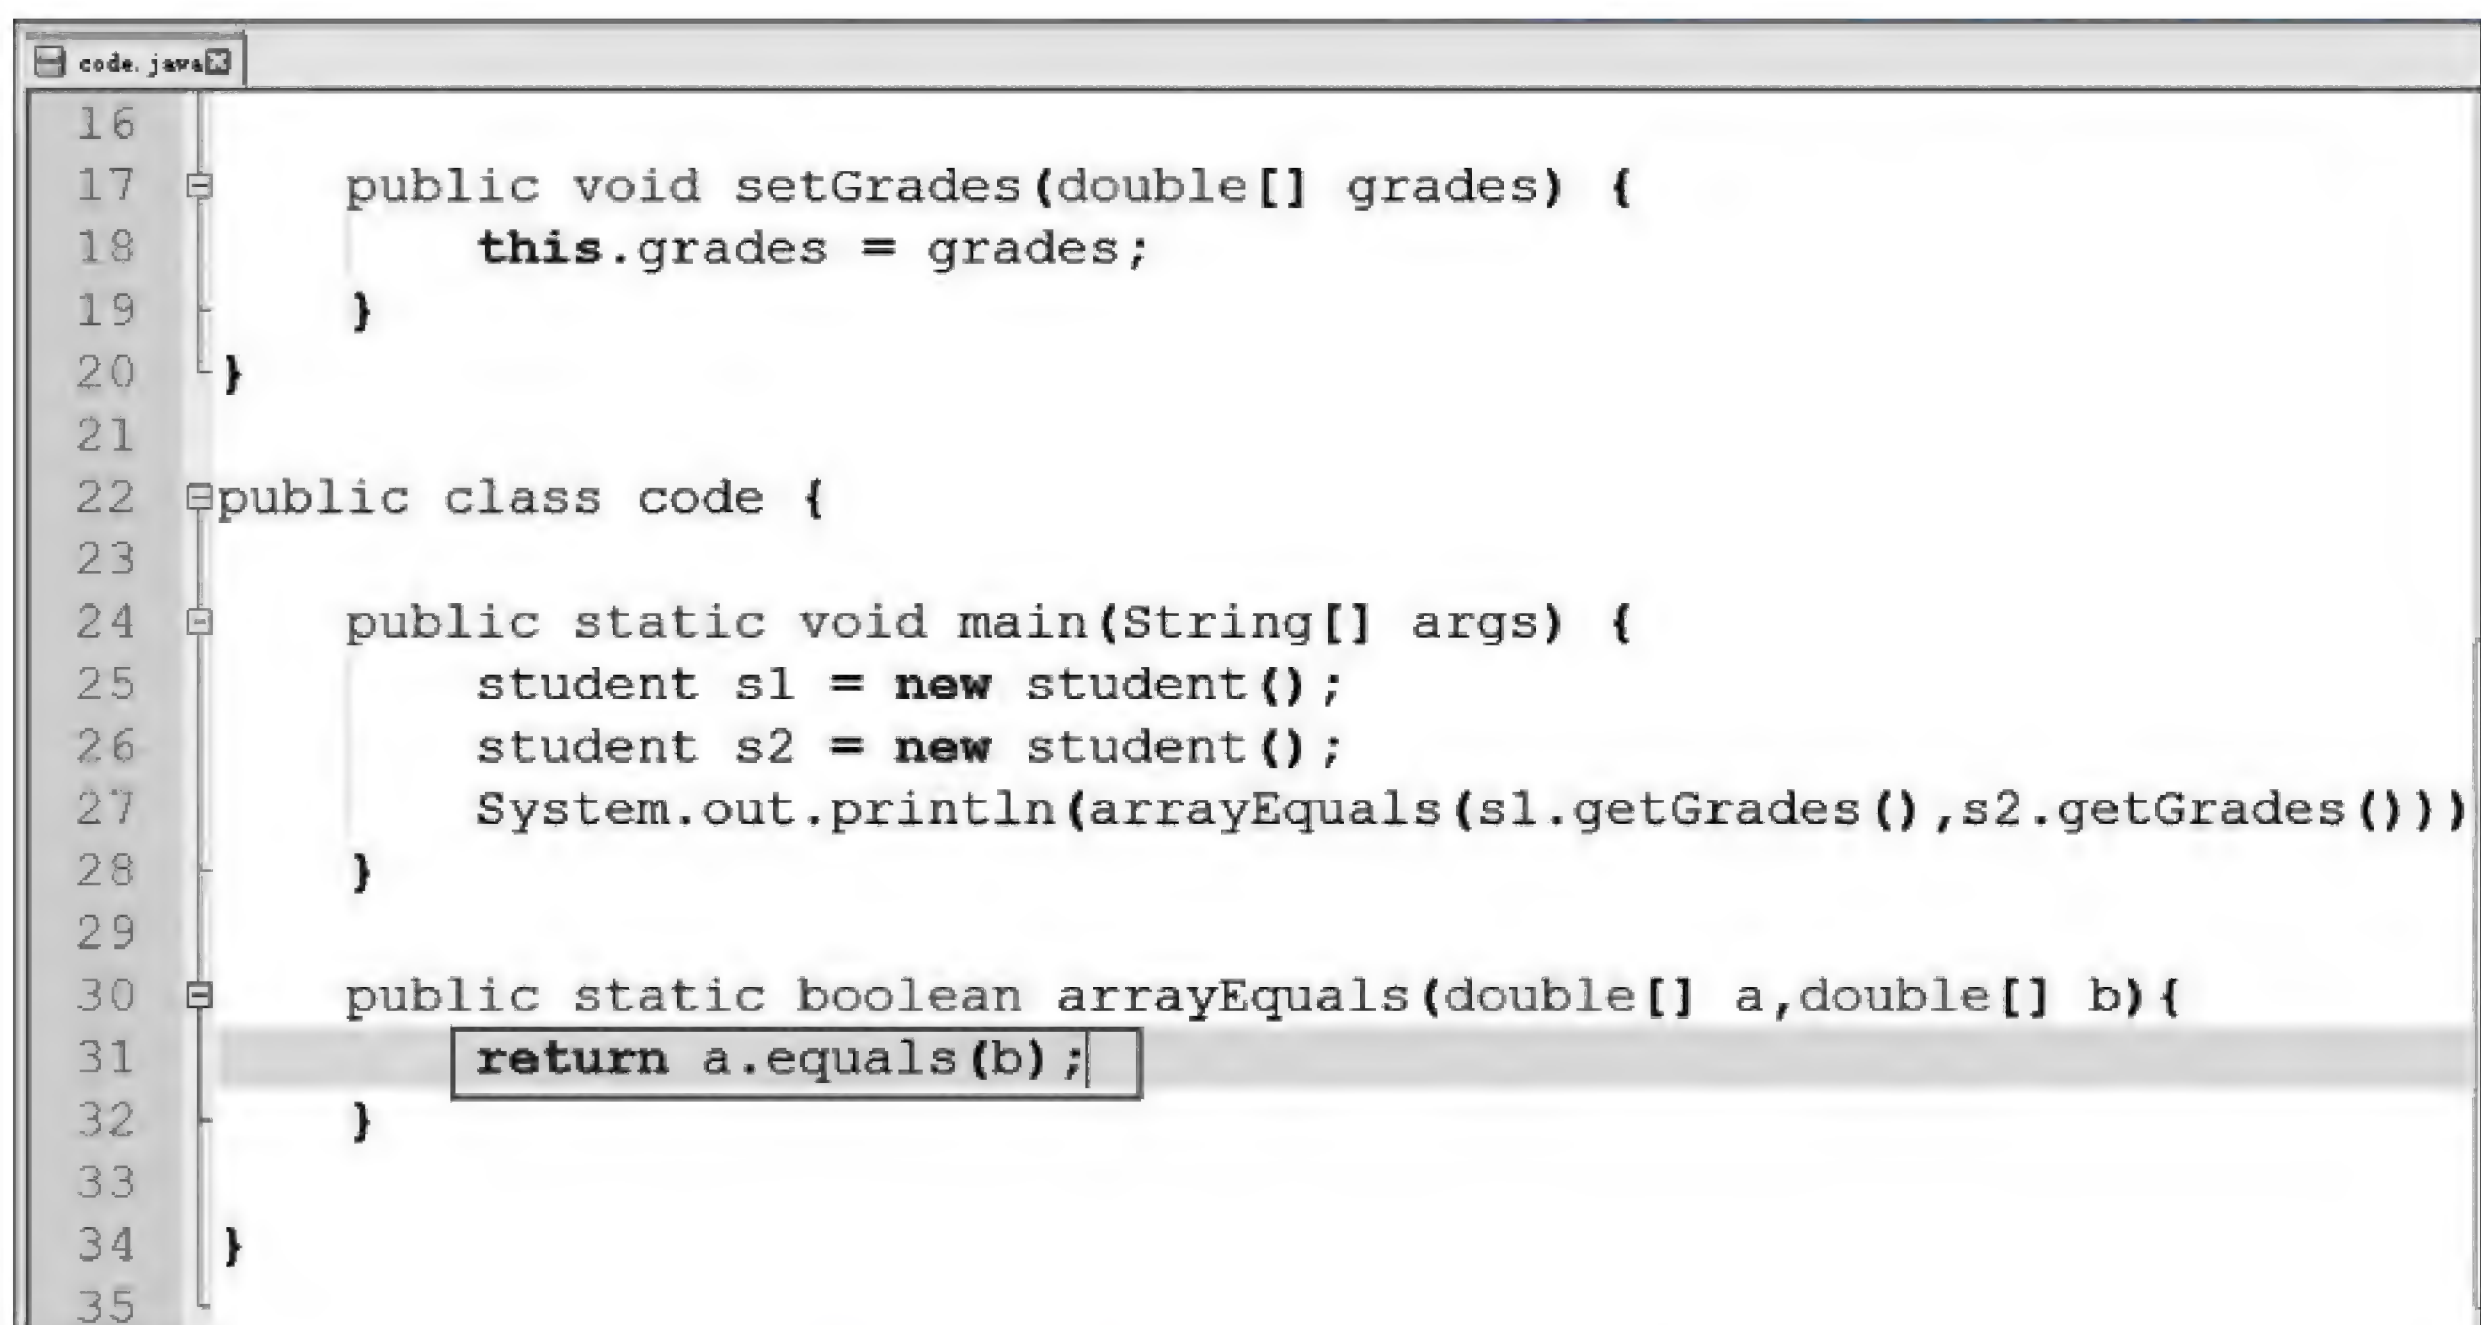 code.java
16
17 public void setGrades(double[] grades) {
18 this.grades = grades;
19 }
20 }
21
22 public class code {
23
24 public static void main(String[] args) {
25 student s1 = new student();
26 student s2 = new student();
27 System.out.println(arrayEquals(s1.getGrades(),s2.getGrades()))
28 }
29
30 public static boolean arrayEquals(double[] a,double[] b){
31 return a.equals(b);
32 }
33
34 }
35